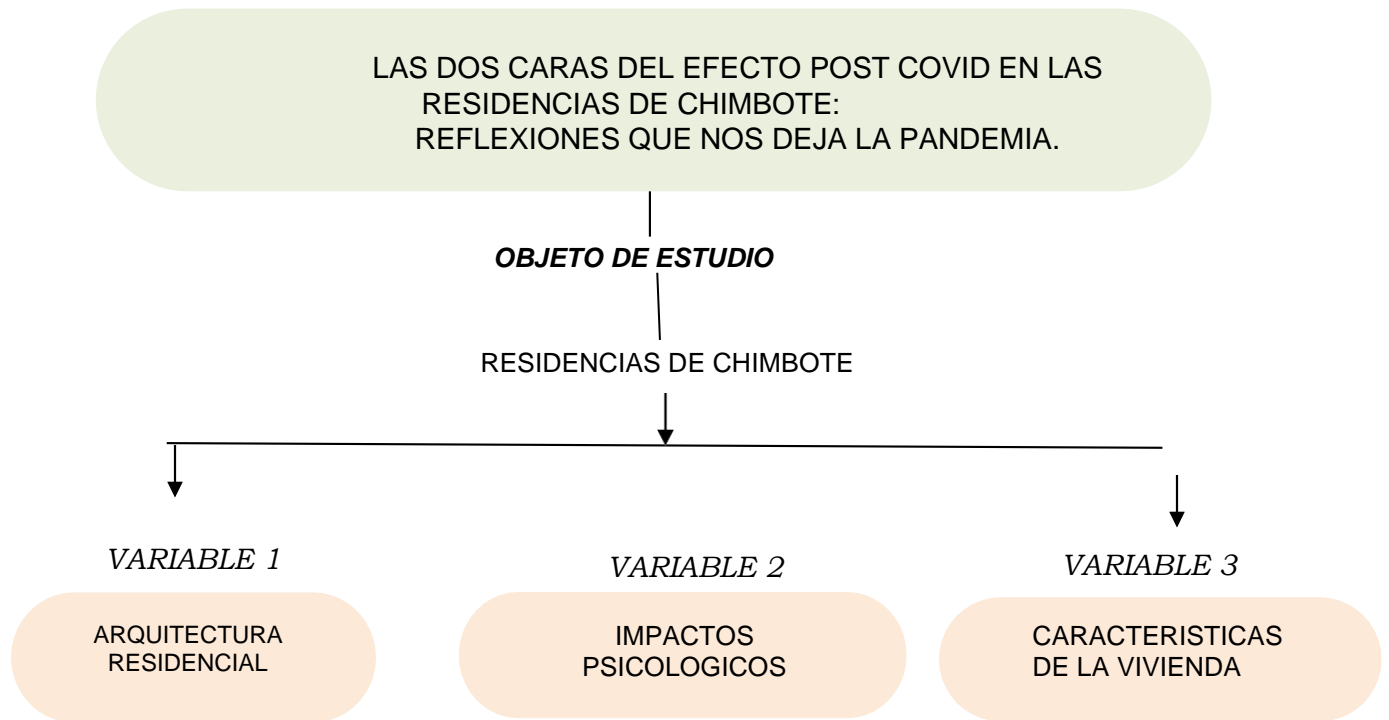 LAS DOS CARAS DEL EFECTO POST COVID EN LAS
RESIDENCIAS DE CHIMBOTE:
REFLEXIONES QUE NOS DEJA LA PANDEMIA.
OBJETO DE ESTUDIO
RESIDENCIAS DE CHIMBOTE
VARIABLE 1
ARQUITECTURA
RESIDENCIAL
VARIABLE 2
IMPACTOS
PSICOLOGICOS
VARIABLE 3
CARACTERISTICAS
DE LA VIVIENDA